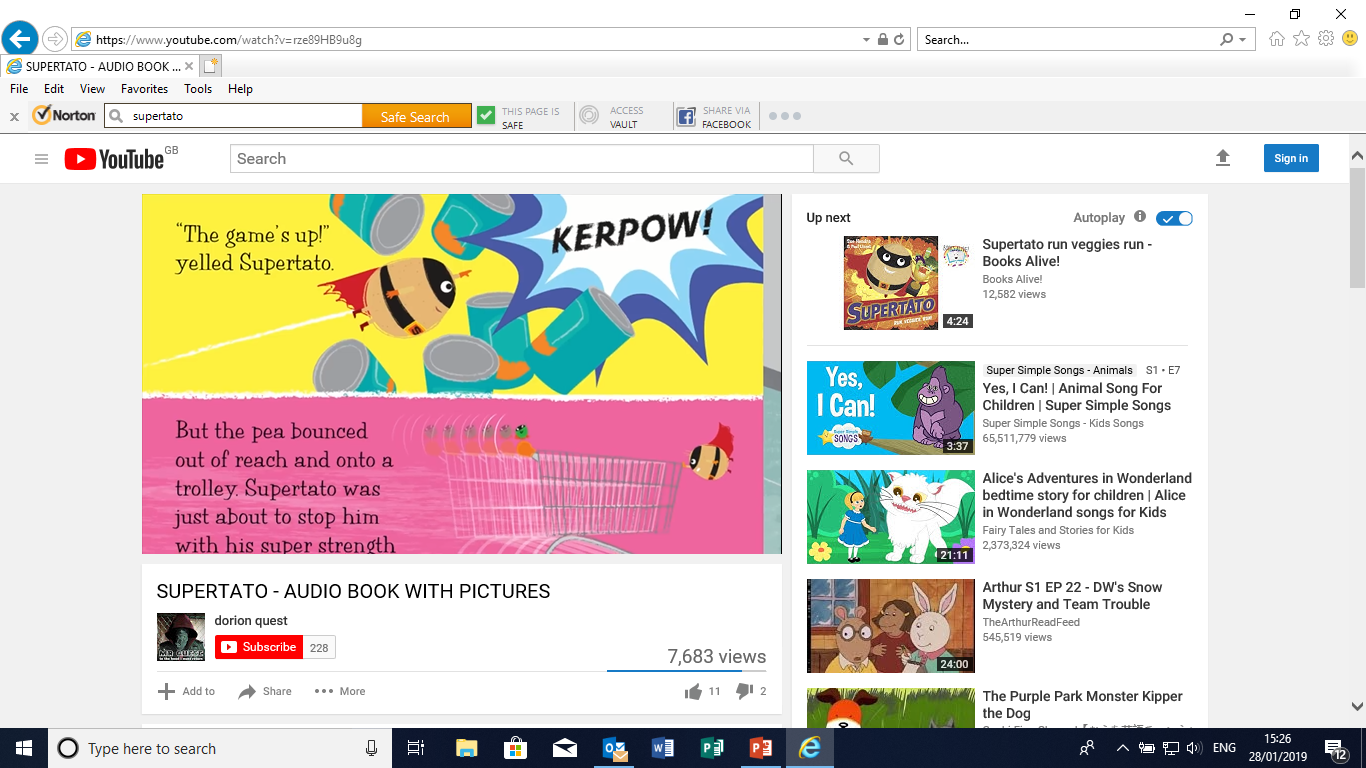 https://www.youtube.com/watch?v=rze89HB9u8g
Search...
SUPERTATO - AUDIO BOOK ...
File Edit View Favorites Tools Help
x Norton supertato Safe Search THIS PAGE IS SAFE ACCESS VAULT SHARE VIA FACEBOOK
YouTube GB
Search
Sign in
"The game's up!"
yelled Supertato.
KERPOW!
But the pea bounced
out of reach and onto a
trolley. Supertato was
just about to stop him
with his super strength
SUPERTATO - AUDIO BOOK WITH PICTURES
dorion quest
Subscribe 228
7,683 views
Add to Share More 11 2
Up next Autoplay
SUPERTATO
4:24
Supertato run veggies run -
Books Alive!
Books Alive!
12,582 views
Yes,
I Can!
Super Simple
SONGS
3:37
Super Simple Songs - Animals S1 • E7
Yes, I Can! | Animal Song For
Children | Super Simple Songs
Super Simple Songs - Kids Songs
65,511,779 views
21:11
Alice's Adventures in Wonderland
bedtime story for children | Alice
in Wonderland songs for Kids
Fairy Tales and Stories for Kids
2,373,324 views
24:00
Arthur S1 EP 22 - DW's Snow
Mystery and Team Trouble
TheArthurReadFeed
545,519 views
The Purple Park Monster Kipper
the Dog
Type here to search
ENG
15:26
28/01/2019
12